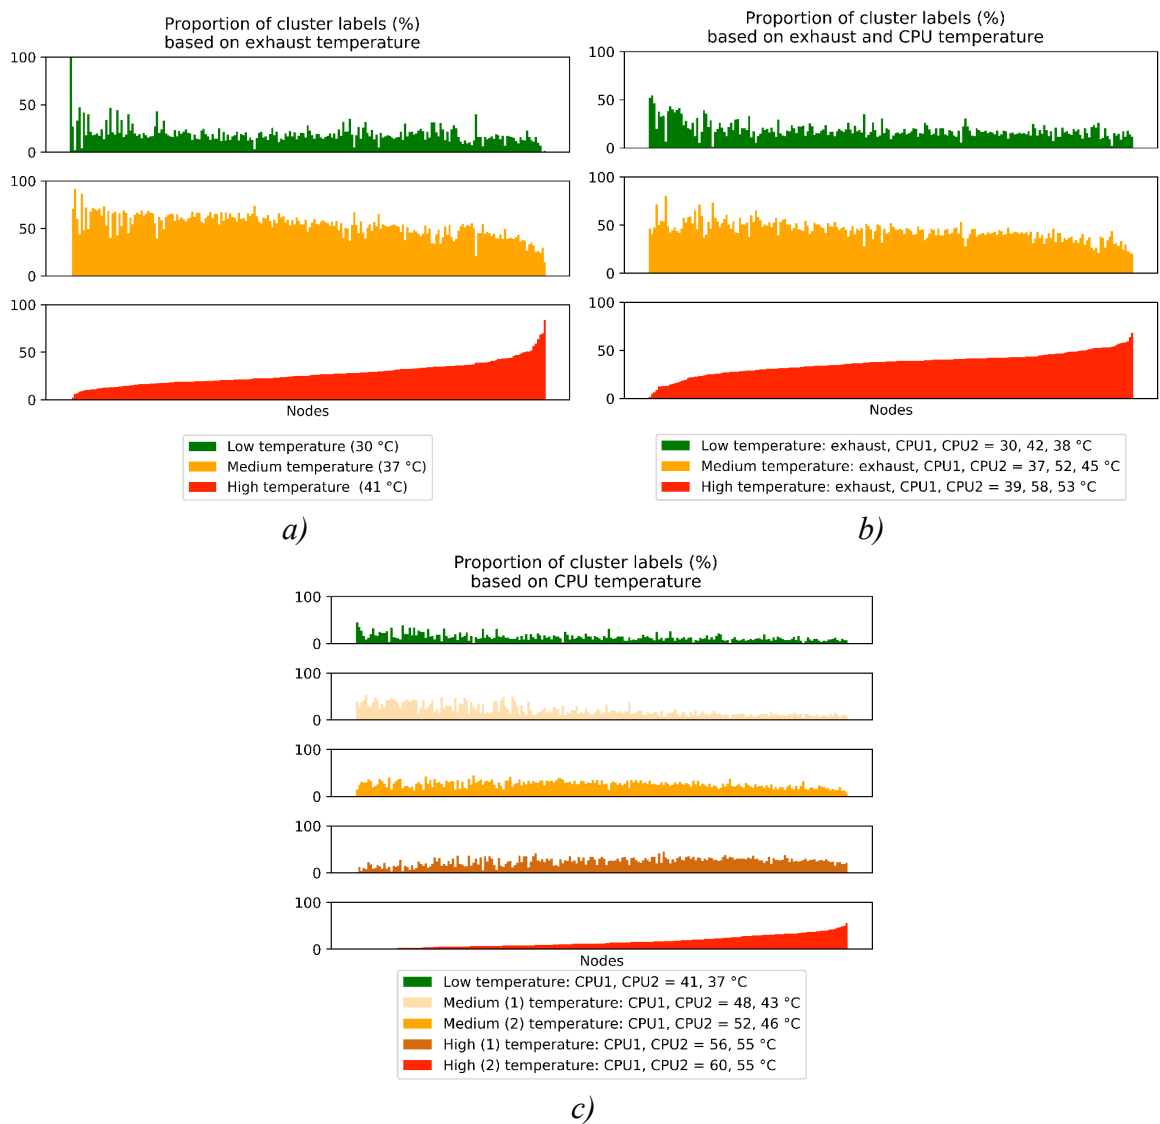 Proportion of cluster labels (%)
based on exhaust temperature
100
50
0
100
50
0
100
50
0
Nodes
Low temperature (30 °C)
Medium temperature (37 °C)
High temperature (41 °C)
a)
Proportion of cluster labels (%)
based on exhaust and CPU temperature
100
50
0
100
50
0
100
50
0
Nodes
Low temperature: exhaust, CPU1, CPU2 = 30, 42, 38 °C
Medium temperature: exhaust, CPU1, CPU2 = 37, 52, 45 °C
High temperature: exhaust, CPU1, CPU2 = 39, 58, 53 °C
b)
Proportion of cluster labels (%)
based on CPU temperature
100
0
100
0
100
0
100
0
100
0
Nodes
Low temperature: CPU1, CPU2 = 41, 37 °C
Medium (1) temperature: CPU1, CPU2 = 48, 43 °C
Medium (2) temperature: CPU1, CPU2 = 52, 46 °C
High (1) temperature: CPU1, CPU2 = 56, 55 °C
High (2) temperature: CPU1, CPU2 = 60, 55 °C
c)